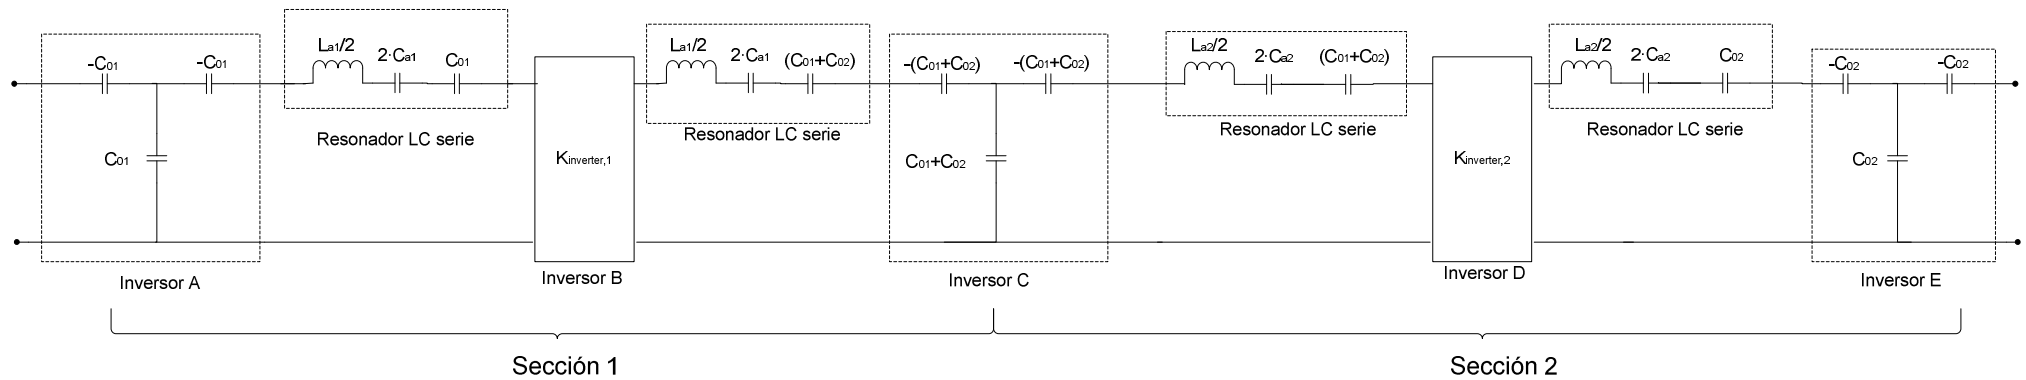 -C01
-C01
C01
Inversor A
La1/2
2·Ca1
C01
Resonador LC serie
Kinverter,1
Inversor B
La1/2
2·Ca1
(C01+C02)
Resonador LC serie
-(C01+C02)
-(C01+C02)
C01+C02
Inversor C
La2/2
2·Ca2
(C01+C02)
Resonador LC serie
Kinverter,2
Inversor D
La2/2
2·Ca2
C02
Resonador LC serie
-C02
-C02
C02
Inversor E
Sección 1
Sección 2